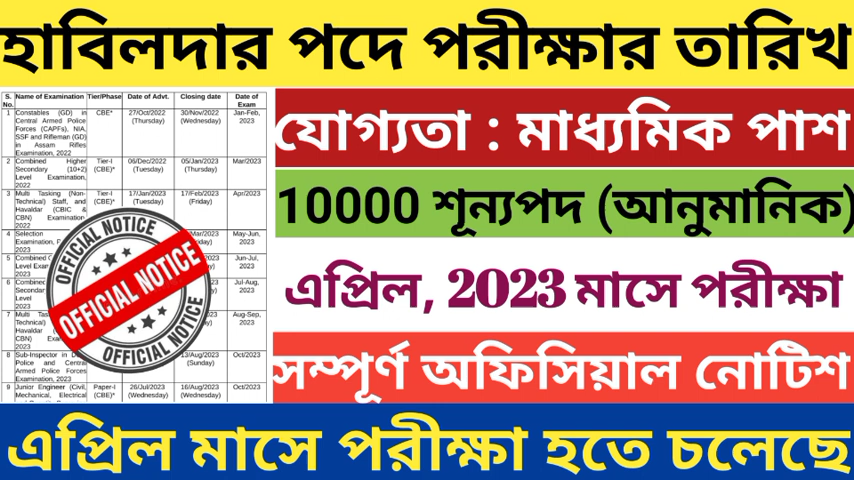 হাবিলদার পদে পরীক্ষার তারিখ
S. No. Name of Examination Tier/Phase Date of Advt. Closing date Date of Exam
1 Constables (GD) in Central Armed Police Forces (CAPFs), NIA, SSF and Rifleman (GD) in Assam Rifles Examination, 2022 CBE* 27/Oct/2022 (Thursday) 30/Nov/2022 (Wednesday) Jan-Feb, 2023
2 Combined Higher Secondary (10+2) Level Examination, 2022 Tier-I (CBE)* 06/Dec/2022 (Tuesday) 05/Jan/2023 (Thursday) Mar/2023
3 Multi Tasking (Non-Technical) Staff, and Havaldar (CBIC & CBN) Examination 2022 Tier-I (CBE)* 17/Jan/2023 (Tuesday) 17/Feb/2023 (Friday) Apr/2023
4 Selection Examination, 2023 May-Jun, 2023
5 Combined 2023 Jun-Jul, 2023
6 Combined Level 2023 Jul-Aug, 2023
7 Technical) Havaldar CBN) 2023 Aug-Sep, 2023
8 Sub-Inspector in Police and Central Armed Police Forces Examination, 2023 13/Aug/2023 (Sunday) Oct/2023
9 Junior Engineer (Civil, Mechanical, Electrical Paper-I (CBE)* 26/Jul/2023 (Wednesday) 16/Aug/2023 (Wednesday) Oct/2023
OFFICIAL NOTICE
OFFICIAL NOTICE
OFFICIAL NOTICE
যোগ্যতা : মাধ্যমিক পাশ
10000 শূন্যপদ (আনুমানিক)
এপ্রিল, 2023 মাসে পরীক্ষা
সম্পূর্ণ অফিসিয়াল নোটিশ
এপ্রিল মাসে পরীক্ষা হতে চলেছে